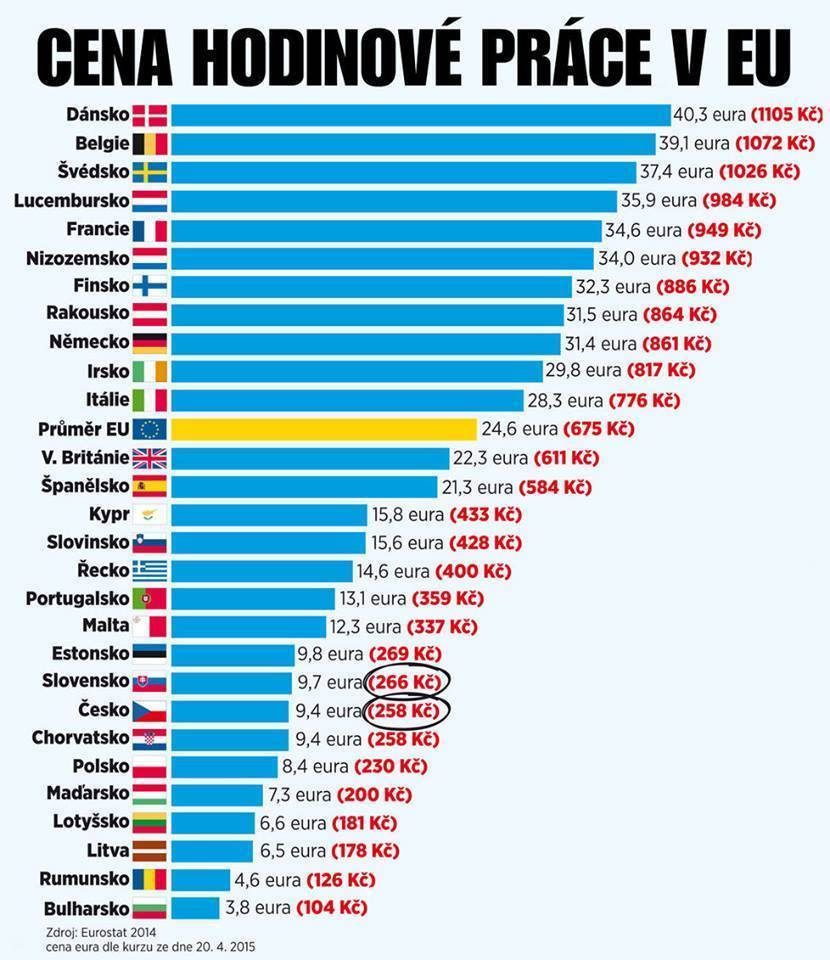 CENA HODINOVÉ PRÁCE V EU
Dánsko 40,3 eura (1105 Kč)
Belgie 39,1 eura (1072 Kč)
Švédsko 37,4 eura (1026 Kč)
Lucembursko 35,9 eura (984 Kč)
Francie 34,6 eura (949 Kč)
Nizozemsko 34,0 eura (932 Kč)
Finsko 32,3 eura (886 Kč)
Rakousko 31,5 eura (864 Kč)
Německo 31,4 eura (861 Kč)
Irsko 29,8 eura (817 Kč)
Itálie 28,3 eura (776 Kč)
Průměr EU 24,6 eura (675 Kč)
V. Británie 22,3 eura (611 Kč)
Španělsko 21,3 eura (584 Kč)
Kypr 15,8 eura (433 Kč)
Slovinsko 15,6 eura (428 Kč)
Řecko 14,6 eura (400 Kč)
Portugalsko 13,1 eura (359 Kč)
Malta 12,3 eura (337 Kč)
Estonsko 9,8 eura (269 Kč)
Slovensko 9,7 eura (266 Kč)
Česko 9,4 eura (258 Kč)
Chorvatsko 9,4 eura (258 Kč)
Polsko 8,4 eura (230 Kč)
Maďarsko 7,3 eura (200 Kč)
Lotyšsko 6,6 eura (181 Kč)
Litva 6,5 eura (178 Kč)
Rumunsko 4,6 eura (126 Kč)
Bulharsko 3,8 eura (104 Kč)
Zdroj: Eurostat 2014
cena eura dle kurzu ze dne 20. 4. 2015